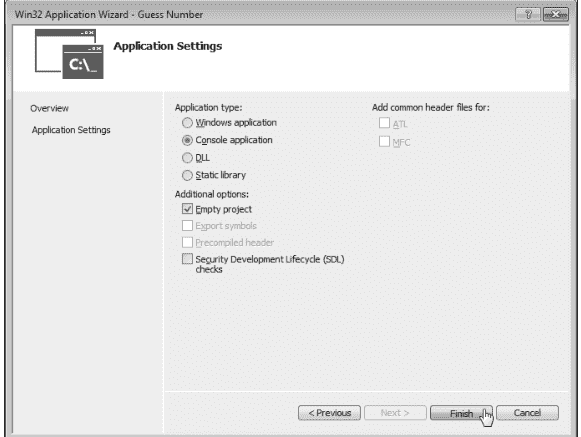 Win32 Application Wizard - Guess Number
C:\_
Application Settings
Overview
Application Settings
Application type:
Windows application
Console application
DLL
Static library
Additional options:
Empty project
Export symbols
Precompiled header
Security Development Lifecycle (SDL)
checks
Add common header files for:
ATL
MFC
< Previous
Next >
Finish
Cancel